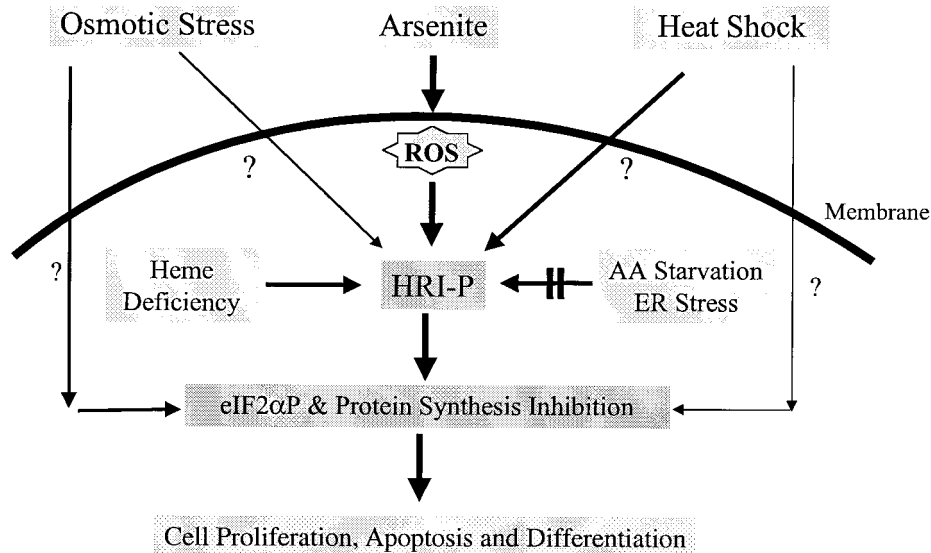 Osmotic Stress
Arsenite
Heat Shock
ROS
?
?
Membrane
?
Heme
Deficiency
HRI-P
AA Starvation
ER Stress
?
eIF2αP & Protein Synthesis Inhibition
Cell Proliferation, Apoptosis and Differentiation